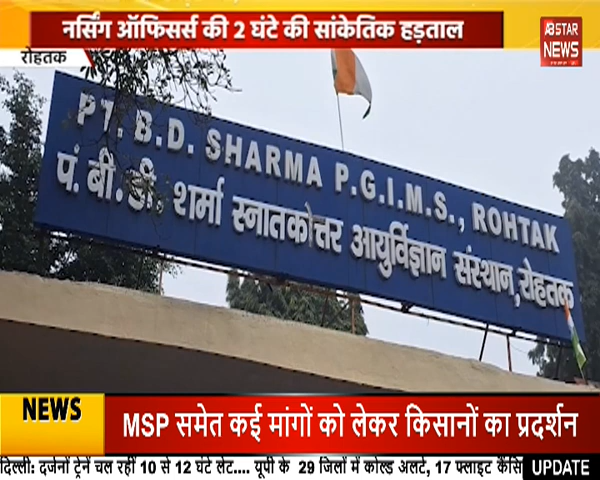 नर्सिंग ऑफिसर्स की 2 घंटे की सांकेतिक हड़ताल
रोहतक
AB STAR
NEWS
PT. B.D. SHARMA P.G.I.M.S., ROHTAK
पं. बी.डी. शर्मा स्नातकोत्तर आयुर्विज्ञान संस्थान, रोहतक
NEWS
MSP समेत कई मांगों को लेकर किसानों का प्रदर्शन
दिल्ली: दर्जनों ट्रेनें चल रहीं 10 से 12 घंटे लेट.... यूपी के 29 जिलों में कोल्ड अलर्ट, 17 फ्लाइट कैंसि
UPDATE